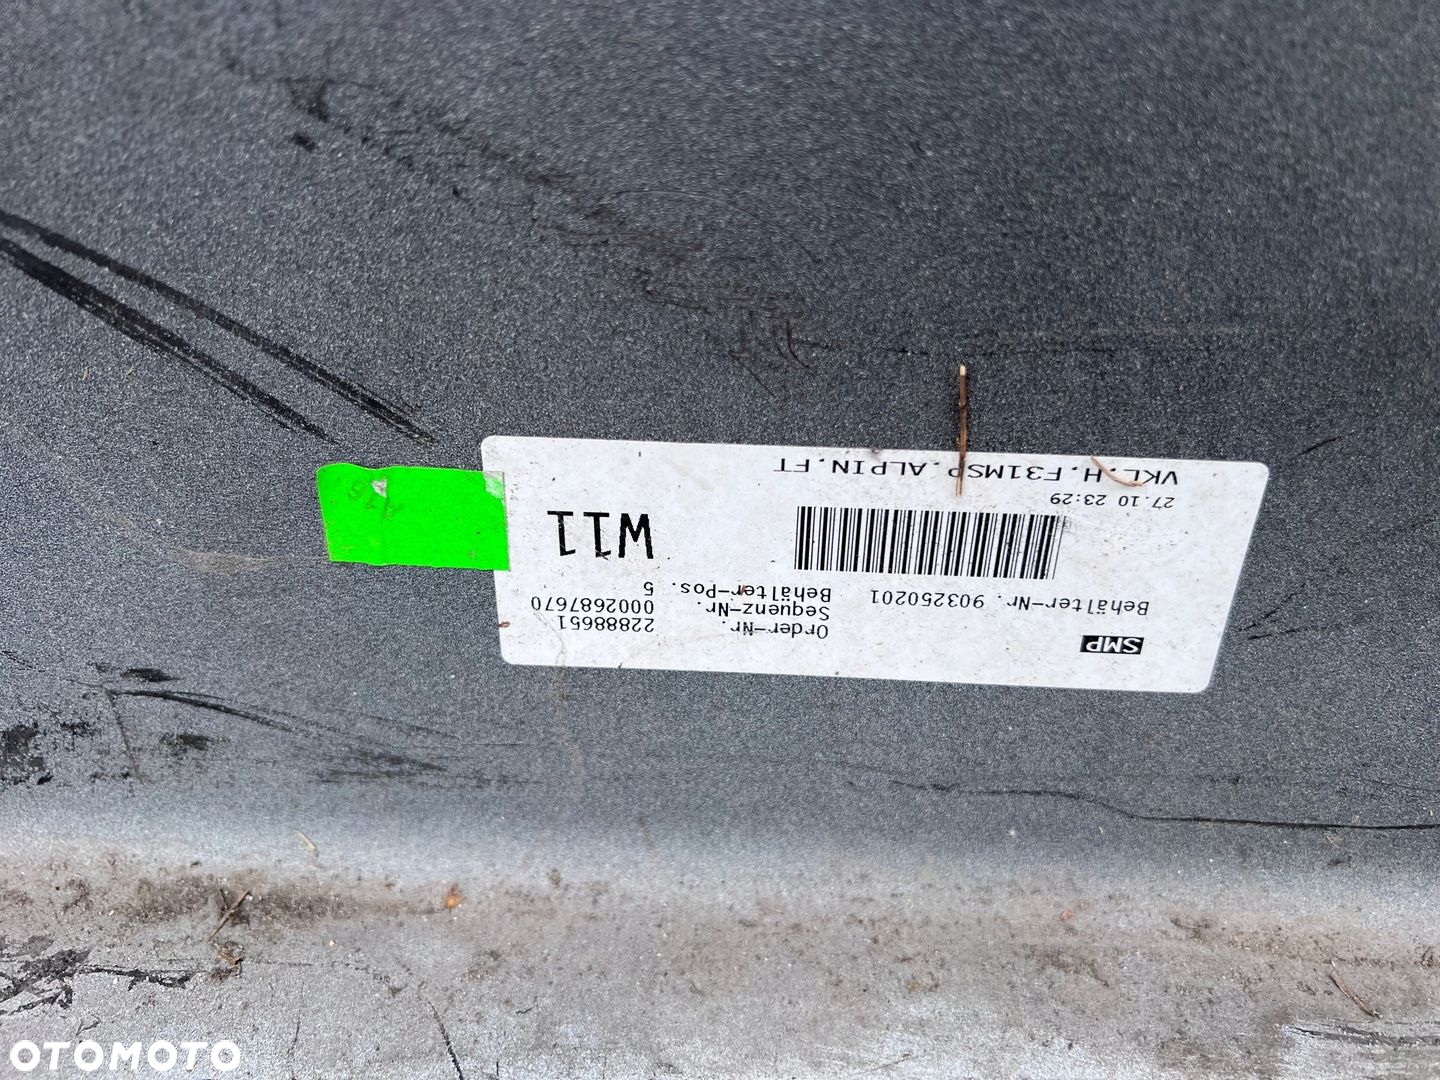 SMP
Order-Nr. 22888651
Sequenz-Nr. 0002687670
Behälter-Nr. 903250201
Behälter-Pos. 5
W11
27.10 23:29
VKL.H.F31MSP.ALPIN.FT
OTOMOTO